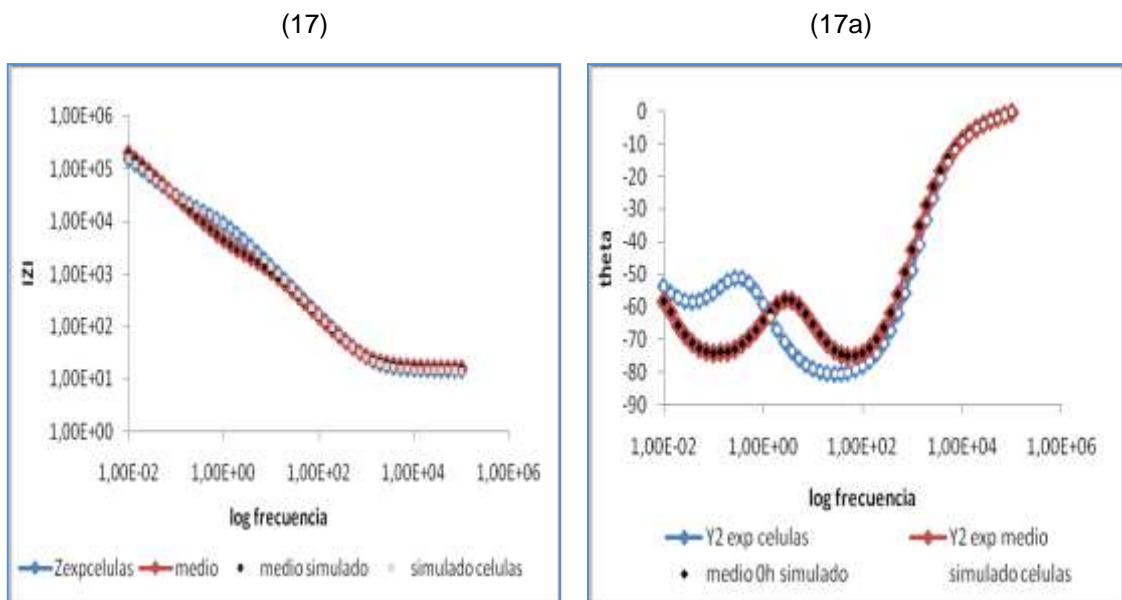 (17)
(17a)
1,00E+06
1,00E+05
1,00E+04
1,00E+03
1,00E+02
1,00E+01
1,00E+00
IZI
1,00E-02 1,00E+00 1,00E+02 1,00E+04 1,00E+06
log frecuencia
Zexpcelulas medio medio simulado simulado celulas
0
-10
-20
-30
-40
-50
-60
-70
-80
-90
theta
1,00E-02 1,00E+00 1,00E+02 1,00E+04 1,00E+06
log frecuencia
Y2 exp celulas Y2 exp medio
medio 0h simulado simulado celulas